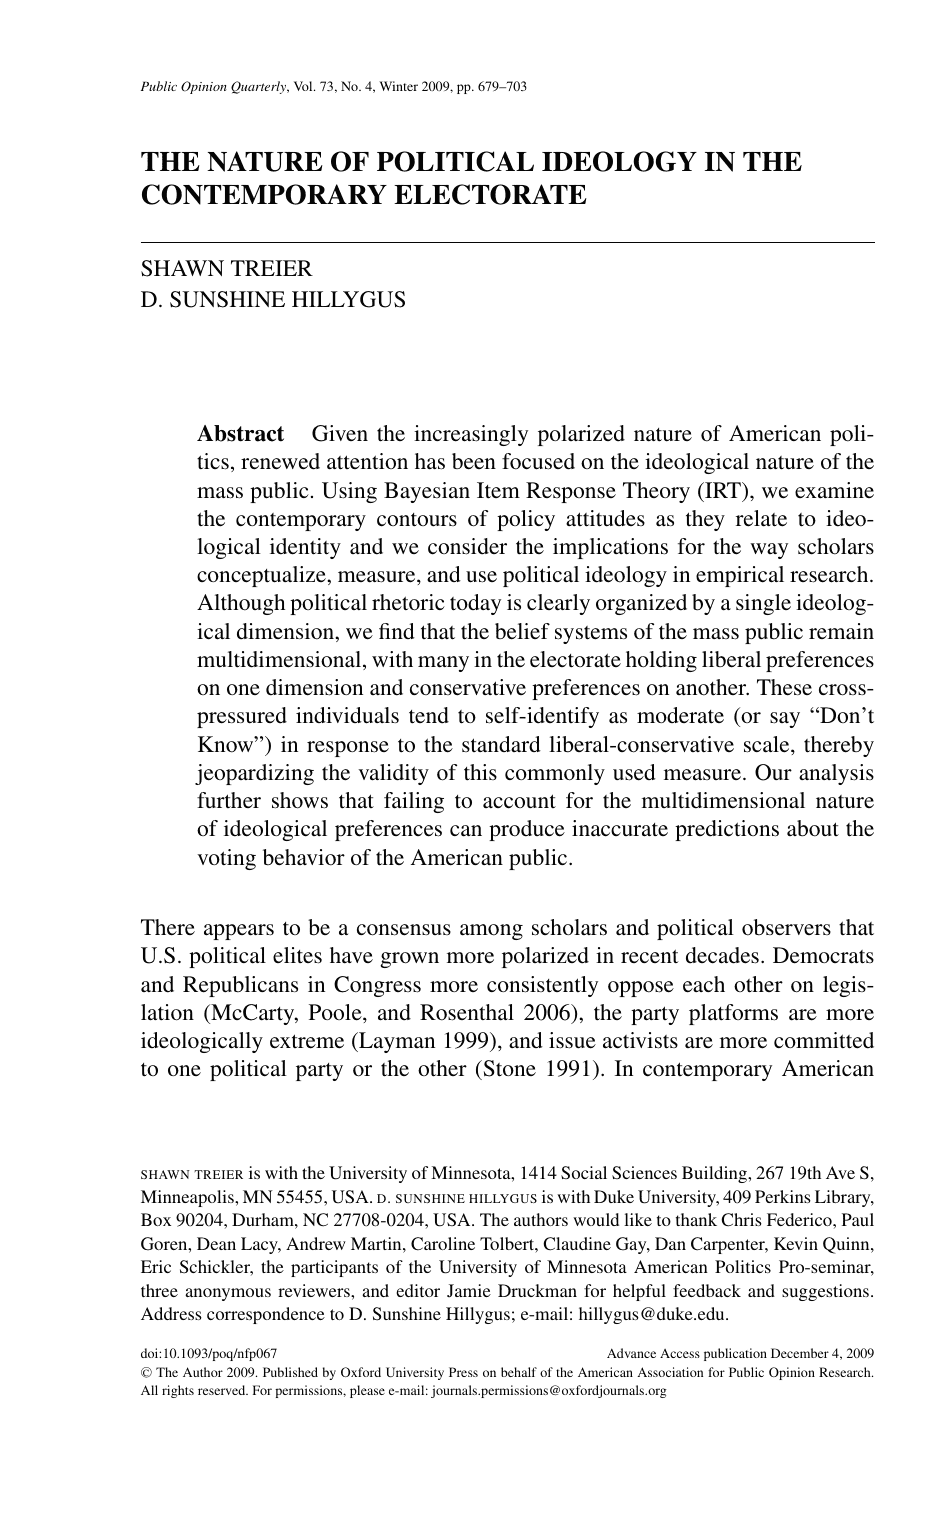 Public Opinion Quarterly, Vol. 73, No. 4, Winter 2009, pp. 679–703
THE NATURE OF POLITICAL IDEOLOGY IN THE
CONTEMPORARY ELECTORATE
SHAWN TREIER
D. SUNSHINE HILLYGUS
Abstract Given the increasingly polarized nature of American poli-
tics, renewed attention has been focused on the ideological nature of the
mass public. Using Bayesian Item Response Theory (IRT), we examine
the contemporary contours of policy attitudes as they relate to ideo-
logical identity and we consider the implications for the way scholars
conceptualize, measure, and use political ideology in empirical research.
Although political rhetoric today is clearly organized by a single ideolog-
ical dimension, we find that the belief systems of the mass public remain
multidimensional, with many in the electorate holding liberal preferences
on one dimension and conservative preferences on another. These cross-
pressured individuals tend to self-identify as moderate (or say “Don’t
Know”) in response to the standard liberal-conservative scale, thereby
jeopardizing the validity of this commonly used measure. Our analysis
further shows that failing to account for the multidimensional nature
of ideological preferences can produce inaccurate predictions about the
voting behavior of the American public.
There appears to be a consensus among scholars and political observers that
U.S. political elites have grown more polarized in recent decades. Democrats
and Republicans in Congress more consistently oppose each other on legis-
lation (McCarty, Poole, and Rosenthal 2006), the party platforms are more
ideologically extreme (Layman 1999), and issue activists are more committed
to one political party or the other (Stone 1991). In contemporary American
SHAWN TREIER is with the University of Minnesota, 1414 Social Sciences Building, 267 19th Ave S,
Minneapolis, MN 55455, USA. D. SUNSHINE HILLYGUS is with Duke University, 409 Perkins Library,
Box 90204, Durham, NC 27708-0204, USA. The authors would like to thank Chris Federico, Paul
Goren, Dean Lacy, Andrew Martin, Caroline Tolbert, Claudine Gay, Dan Carpenter, Kevin Quinn,
Eric Schickler, the participants of the University of Minnesota American Politics Pro-seminar,
three anonymous reviewers, and editor Jamie Druckman for helpful feedback and suggestions.
Address correspondence to D. Sunshine Hillygus; e-mail: hillygus@duke.edu.
doi:10.1093/poq/nfp067 Advance Access publication December 4, 2009
© The Author 2009. Published by Oxford University Press on behalf of the American Association for Public Opinion Research.
All rights reserved. For permissions, please e-mail: journals.permissions@oxfordjournals.org